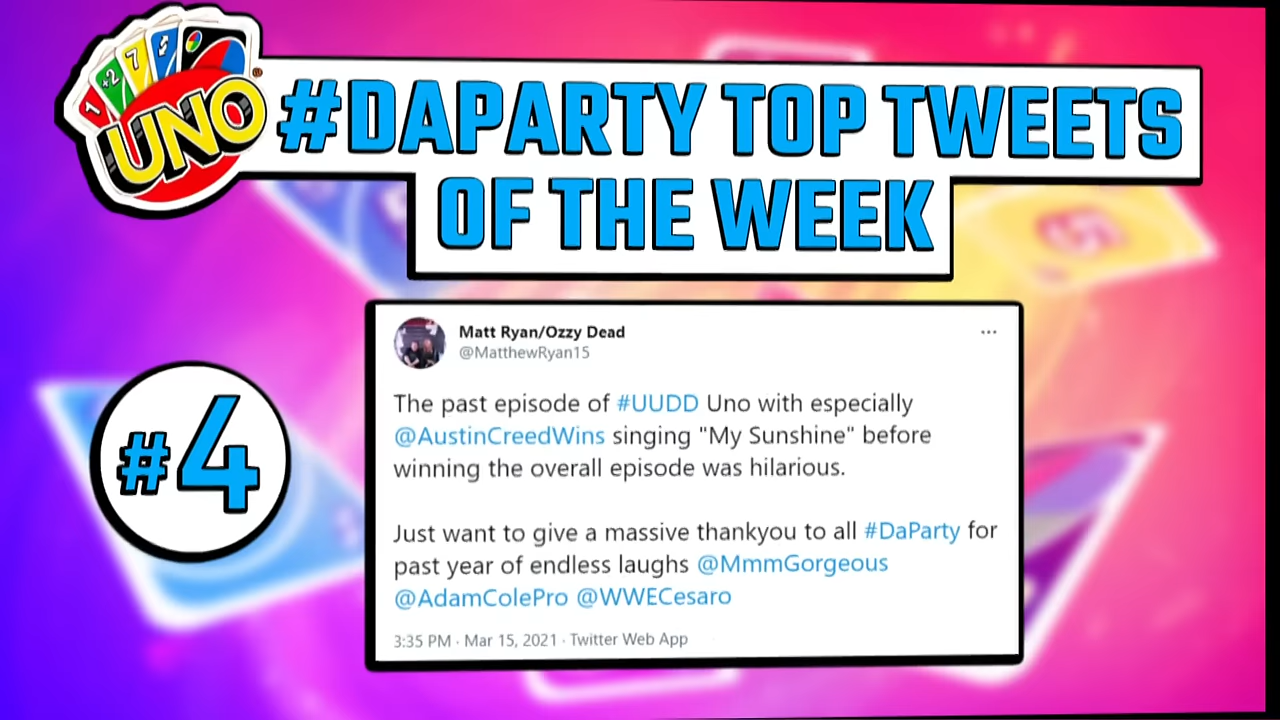 UNO
#DAPARTY TOP TWEETS
OF THE WEEK
#4
Matt Ryan/Ozzy Dead
@MatthewRyan15
The past episode of #UUDD Uno with especially
@AustinCreedWins singing "My Sunshine" before
winning the overall episode was hilarious.
Just want to give a massive thankyou to all #DaParty for
past year of endless laughs @MmmGorgeous
@AdamColePro @WWECesaro
3:35 PM · Mar 15, 2021 · Twitter Web App